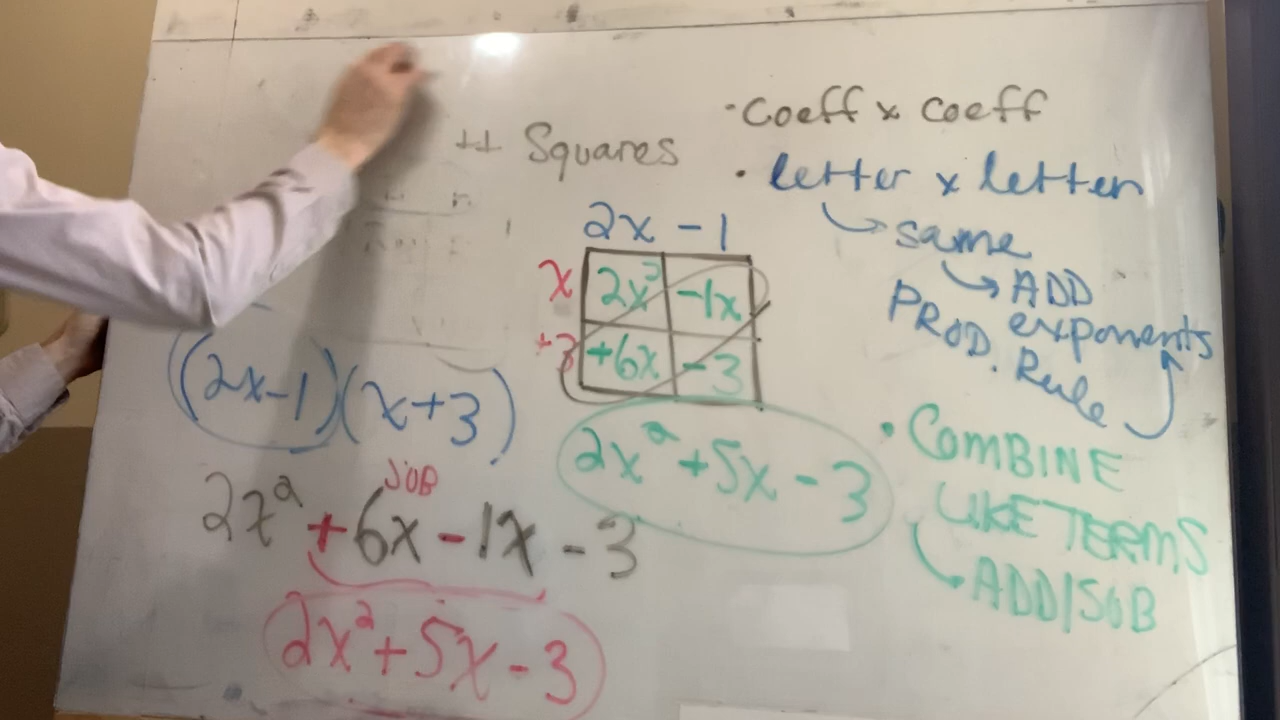 ++ Squares
(2x-1)(x+3)
SUB
2x² +6x -1x -3
2x² +5x -3
2x -1
x 2x² -1x
+3 +6x -3
2x² +5x -3
• coeff x coeff
• letter x letter
same
ADD
exponents
PROD. Rule
• COMBINE
LIKE TERMS
ADD/SUB